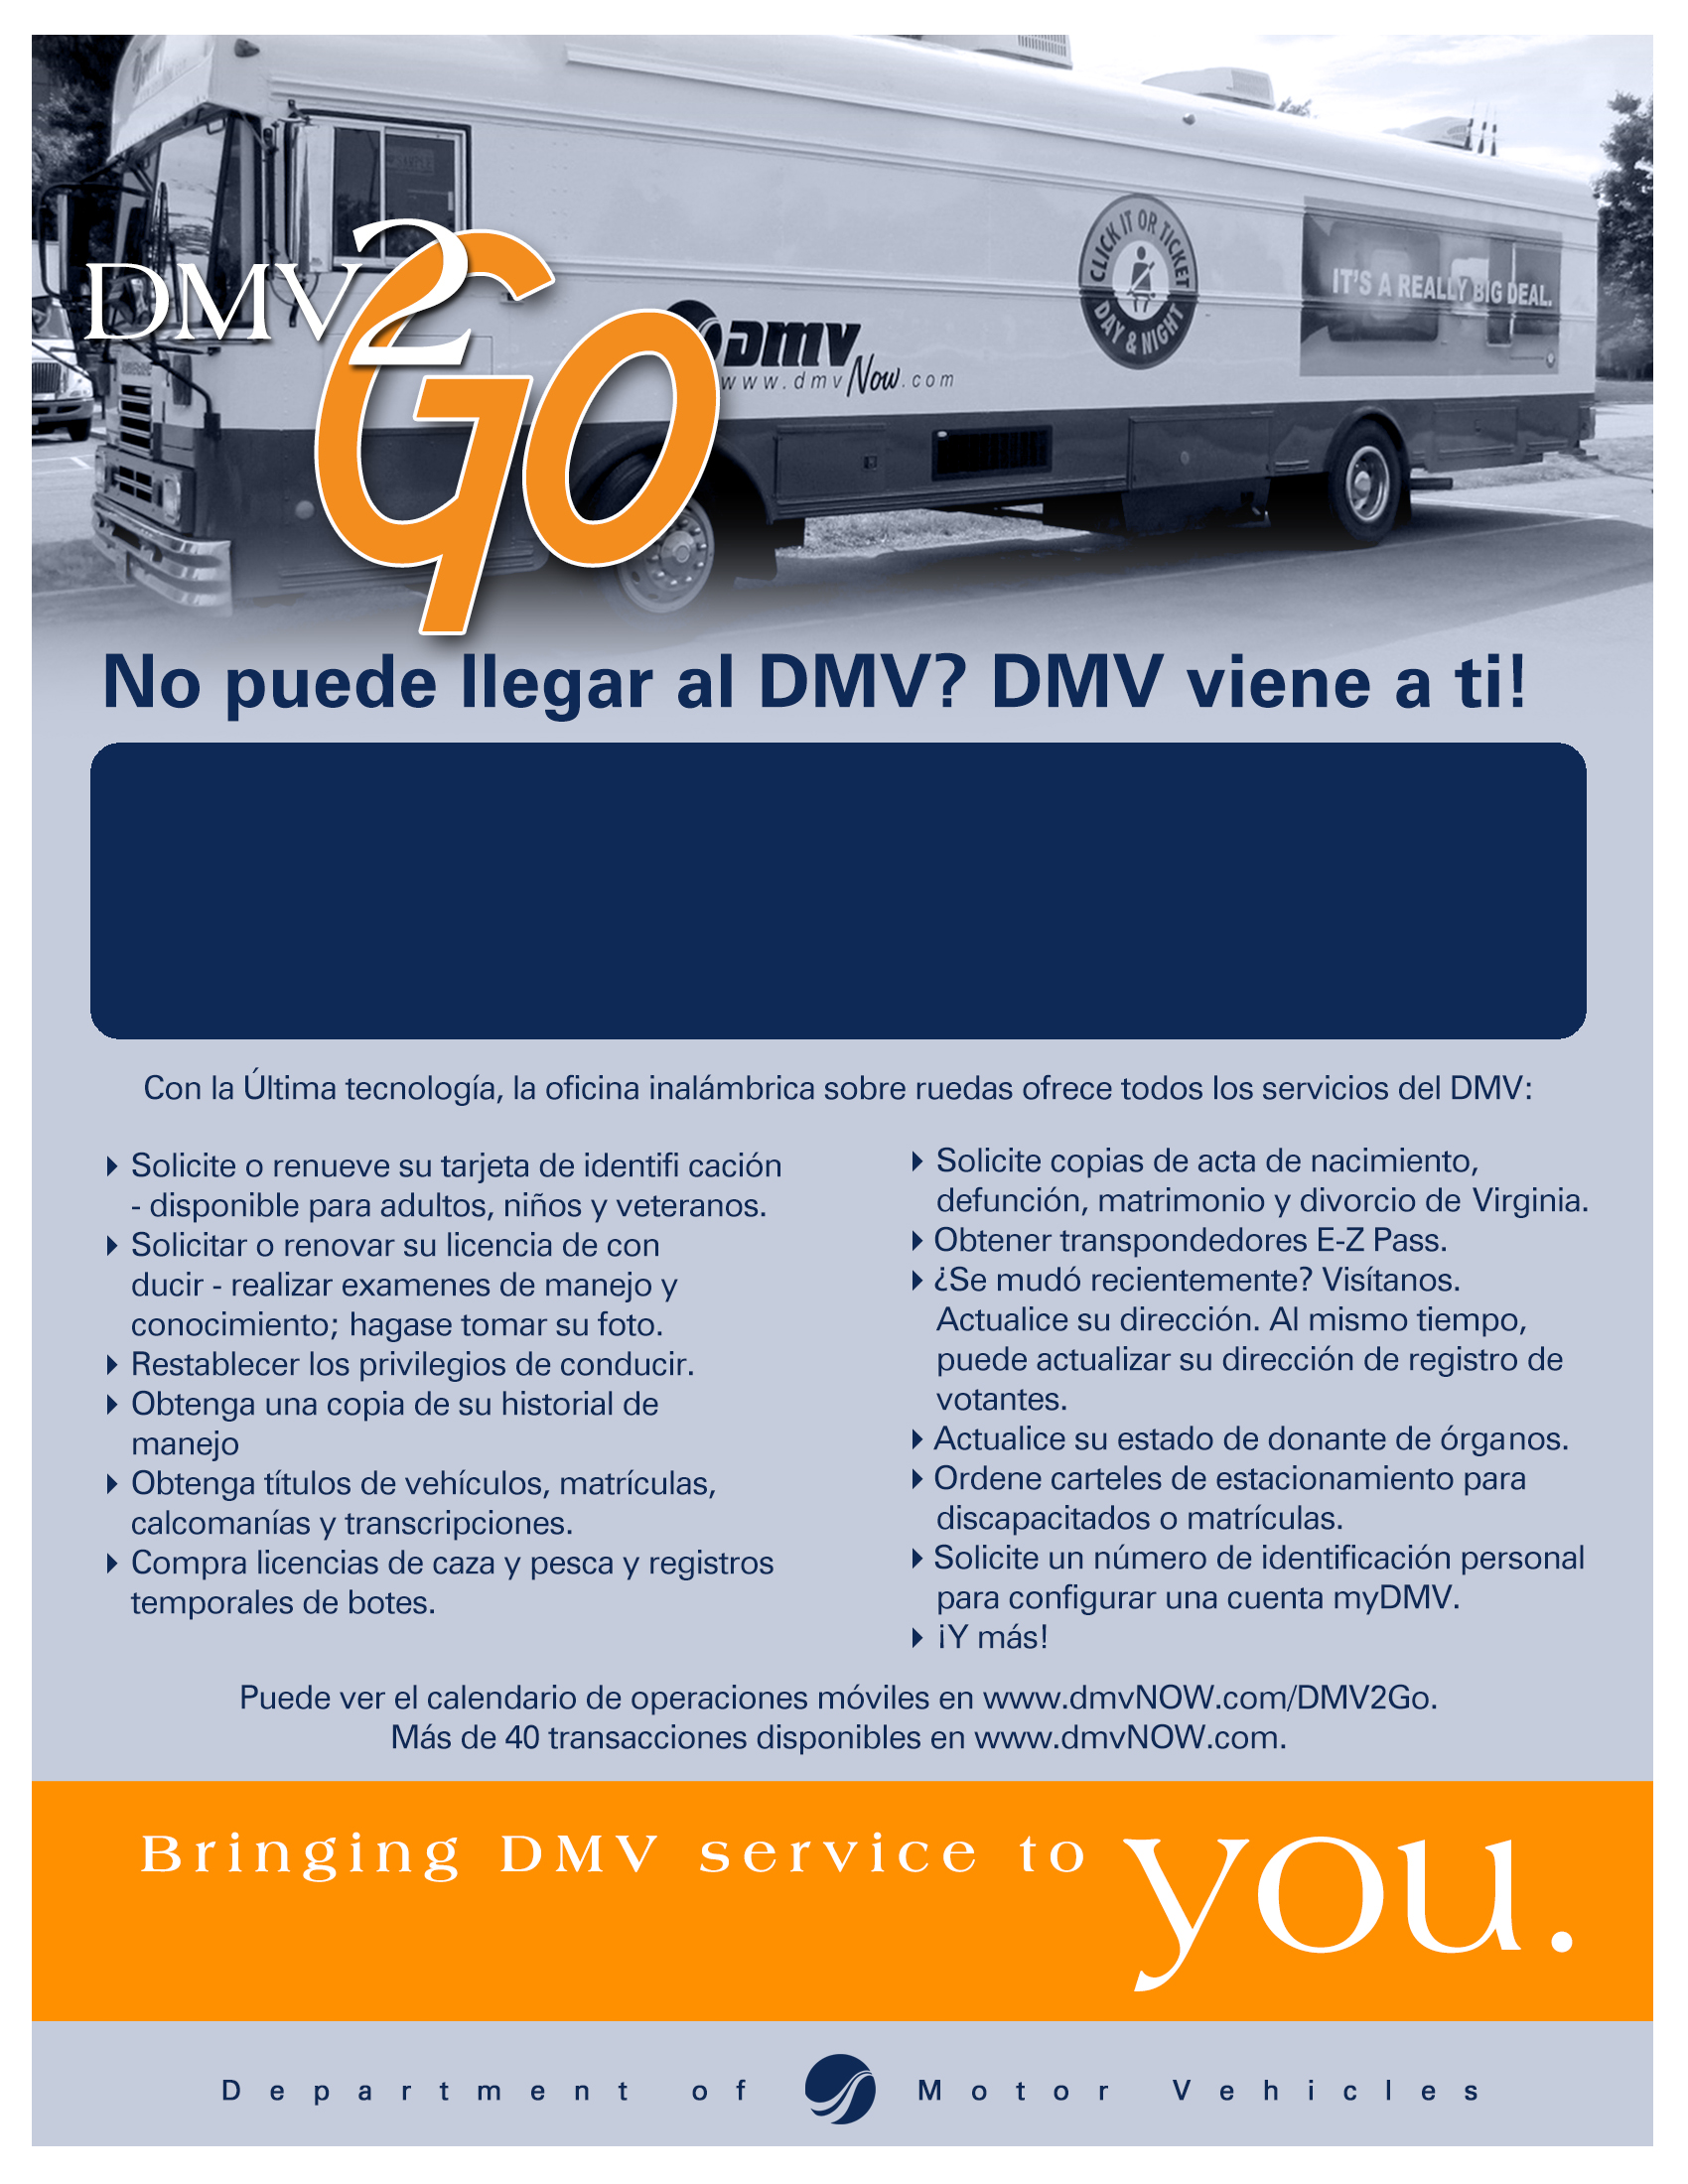 DMV2Go
CLICK IT OR TICKET
DAY & NIGHT
IT'S A REALLY BIG DEAL.
DMV
www.dmvNow.com
No puede llegar al DMV? DMV viene a ti!
Con la Última tecnología, la oficina inalámbrica sobre ruedas ofrece todos los servicios del DMV:
Solicite o renueve su tarjeta de identifi cación
- disponible para adultos, niños y veteranos.
Solicitar o renovar su licencia de con
ducir - realizar examenes de manejo y
conocimiento; hagase tomar su foto.
Restablecer los privilegios de conducir.
Obtenga una copia de su historial de
manejo
Obtenga títulos de vehículos, matrículas,
calcomanías y transcripciones.
Compra licencias de caza y pesca y registros
temporales de botes.
Solicite copias de acta de nacimiento,
defunción, matrimonio y divorcio de Virginia.
Obtener transpondedores E-Z Pass.
¿Se mudó recientemente? Visítanos.
Actualice su dirección. Al mismo tiempo,
puede actualizar su dirección de registro de
votantes.
Actualice su estado de donante de órganos.
Ordene carteles de estacionamiento para
discapacitados o matrículas.
Solicite un número de identificación personal
para configurar una cuenta myDMV.
¡Y más!
Puede ver el calendario de operaciones móviles en www.dmvNOW.com/DMV2Go.
Más de 40 transacciones disponibles en www.dmvNOW.com.
Bringing DMV service to you.
Department of Motor Vehicles